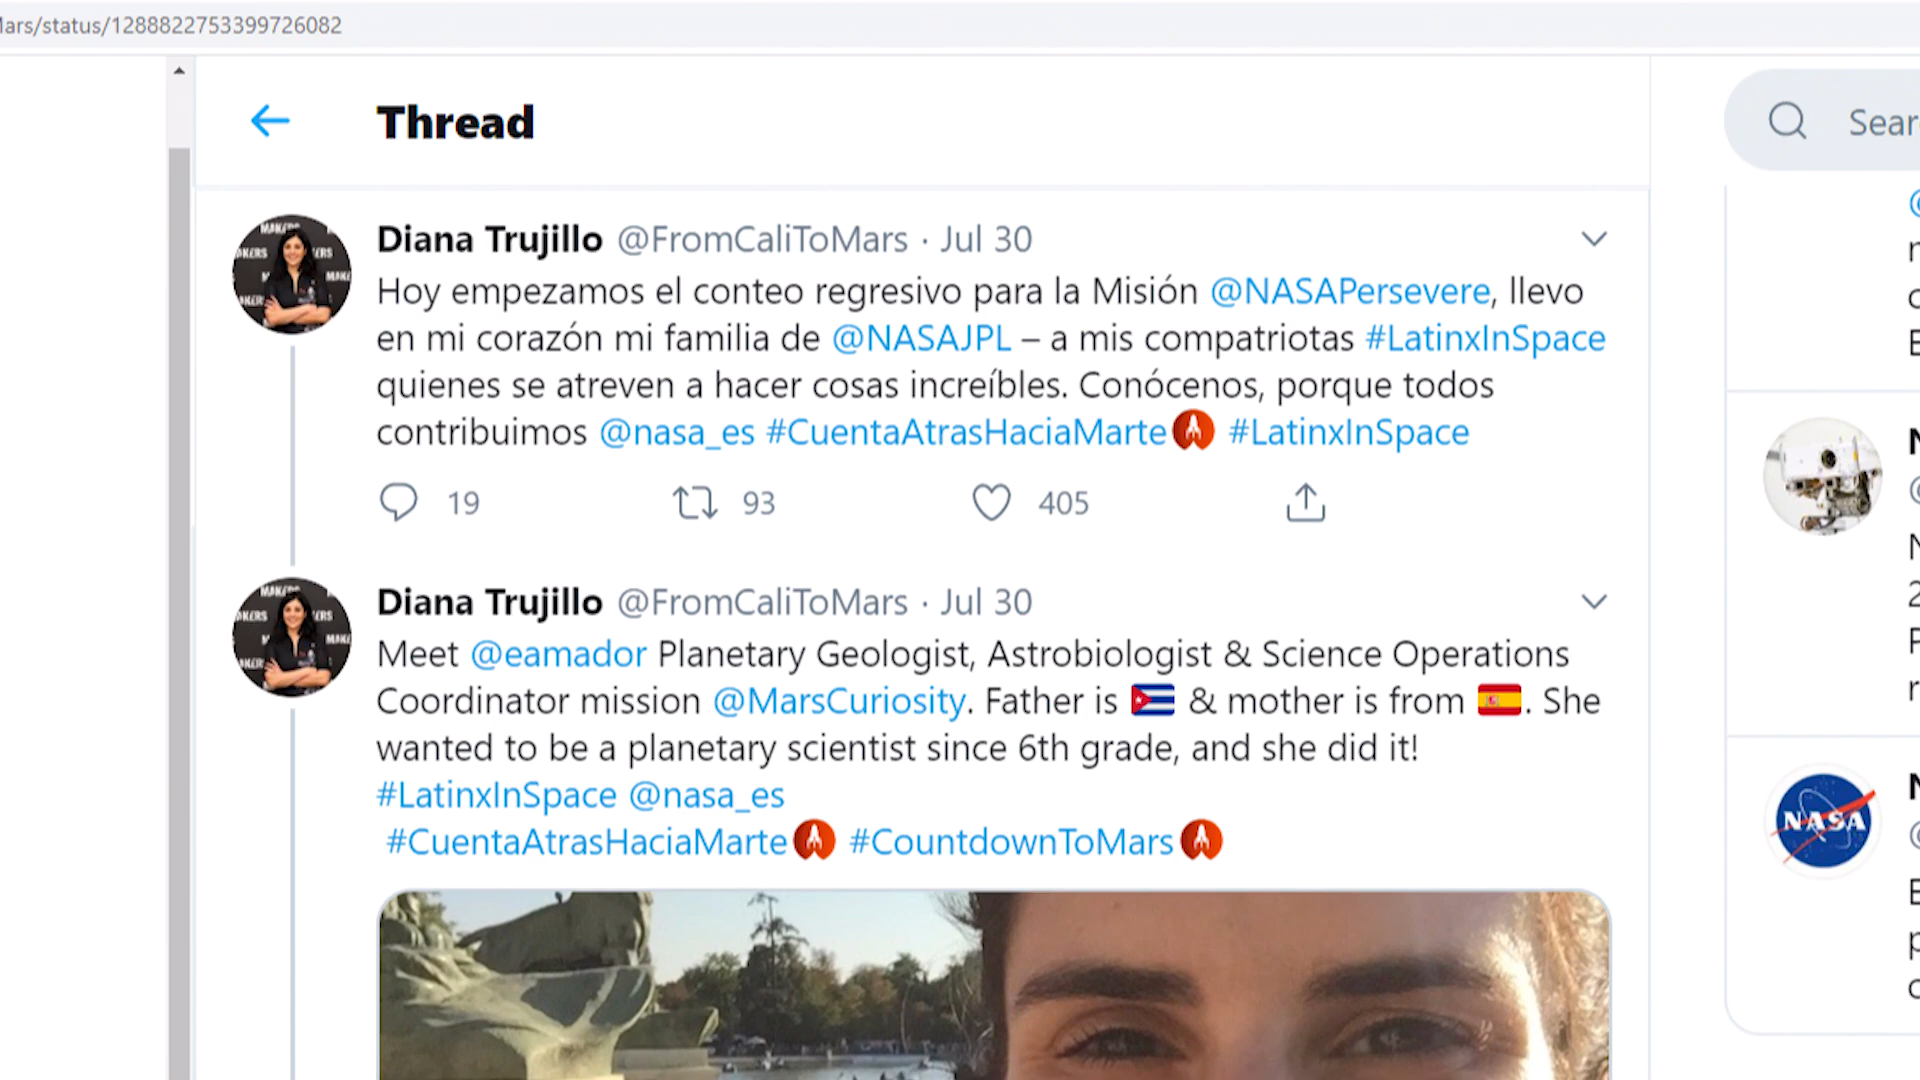 ars/status/1288822753399726082
Thread
Sear
Diana Trujillo @FromCaliToMars · Jul 30
Hoy empezamos el conteo regresivo para la Misión @NASAPersevere, llevo
en mi corazón mi familia de @NASAJPL – a mis compatriotas #LatinxInSpace
quienes se atreven a hacer cosas increíbles. Conócenos, porque todos
contribuimos @nasa_es #CuentaAtrasHaciaMarte #LatinxInSpace
19 93 405
Diana Trujillo @FromCaliToMars · Jul 30
Meet @eamador Planetary Geologist, Astrobiologist & Science Operations
Coordinator mission @MarsCuriosity. Father is & mother is from . She
wanted to be a planetary scientist since 6th grade, and she did it!
#LatinxInSpace @nasa_es
#CuentaAtrasHaciaMarte #CountdownToMars
NASA